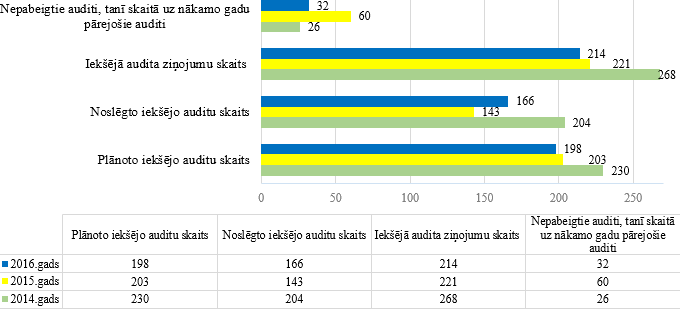 Nepabeigtie auditi, tanī skaitā uz nākamo gadu
pārejošie auditi
32
60
26
Iekšējā audita ziņojumu skaits
214
221
268
Noslēgto iekšējo auditu skaits
166
143
204
Plānoto iekšējo auditu skaits
198
203
230
0 50 100 150 200 250
Plānoto iekšējo auditu skaits Noslēgto iekšējo auditu skaits Iekšējā audita ziņojumu skaits Nepabeigtie auditi, tanī skaitā
uz nākamo gadu pārejošie
auditi
2016.gads 198 166 214 32
2015.gads 203 143 221 60
2014.gads 230 204 268 26